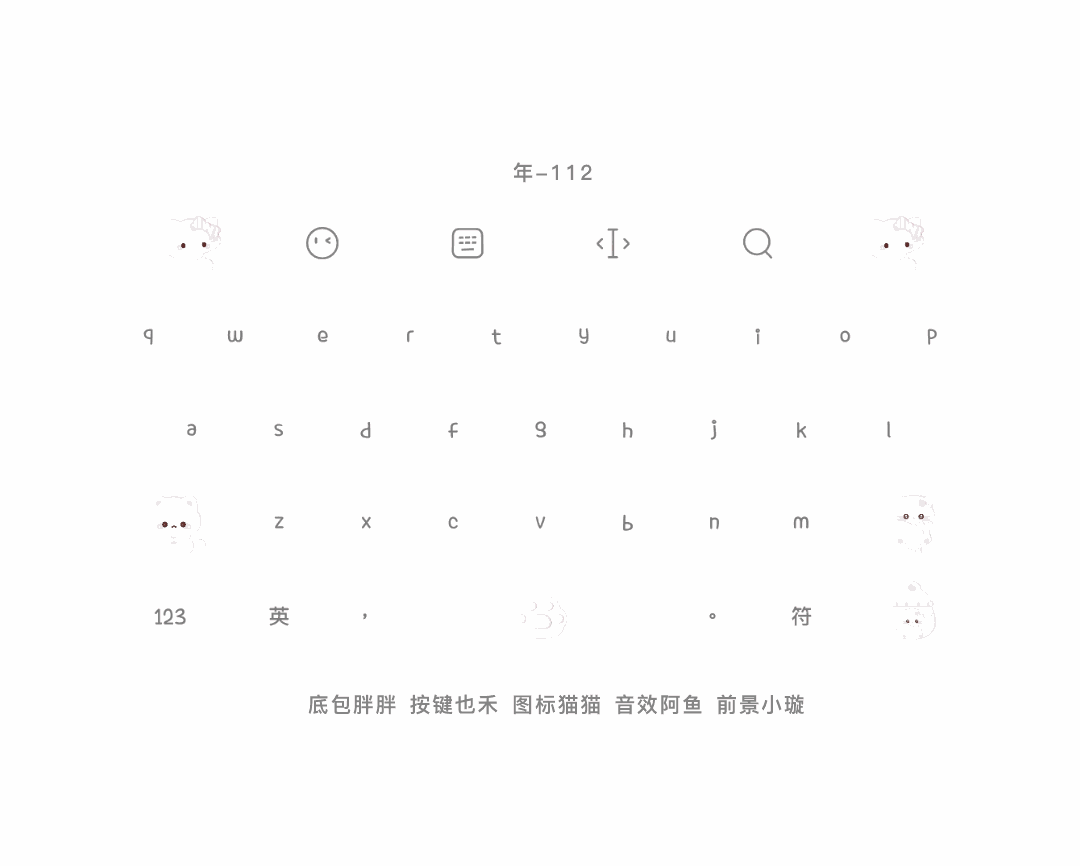 年-112
q w e r t y u i o p
a s d f g h j k l
z x c v b n m
123 英 , 。 符
底包胖胖 按键也禾 图标猫猫 音效阿鱼 前景小璇